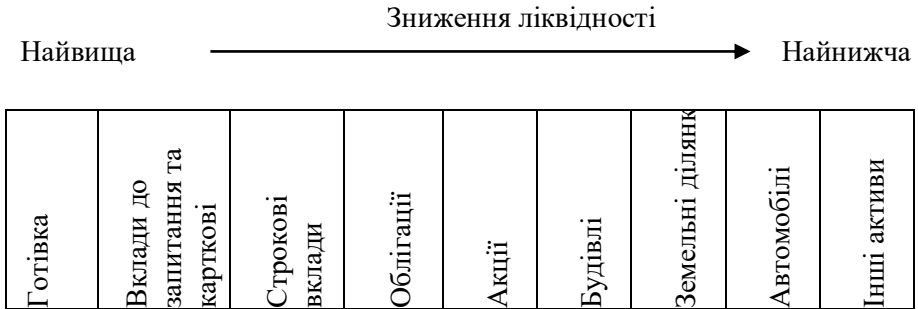 Зниження ліквідності
Найвища
Найнижча
Готівка
Вклади до
запитання та
карткові
Строкові
вклади
Облігації
Акції
Будівлі
Земельні ділянк
Автомобілі
Інші активи